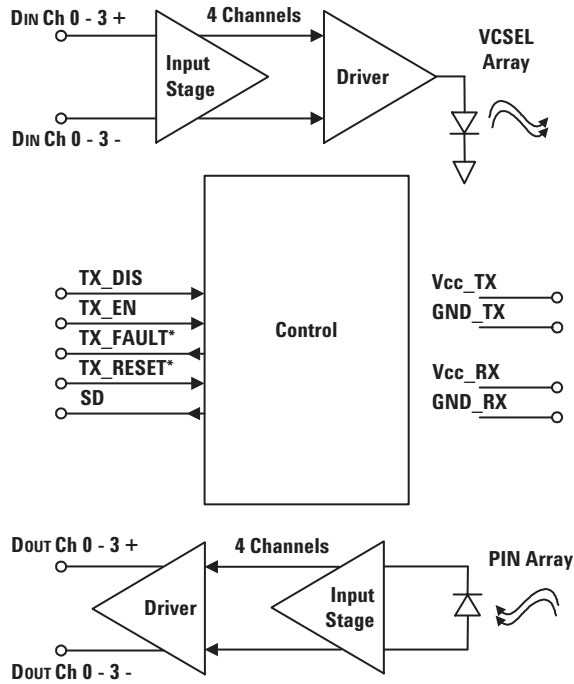 DIN Ch 0 - 3 +
4 Channels
VCSEL
Array
Input
Stage
Driver
DIN Ch 0 - 3 -
TX_DIS
TX_EN
TX_FAULT*
TX_RESET*
SD
Control
Vcc_TX
GND_TX
Vcc_RX
GND_RX
DOUT Ch 0 - 3 +
4 Channels
PIN Array
Driver
Input
Stage
DOUT Ch 0 - 3 -